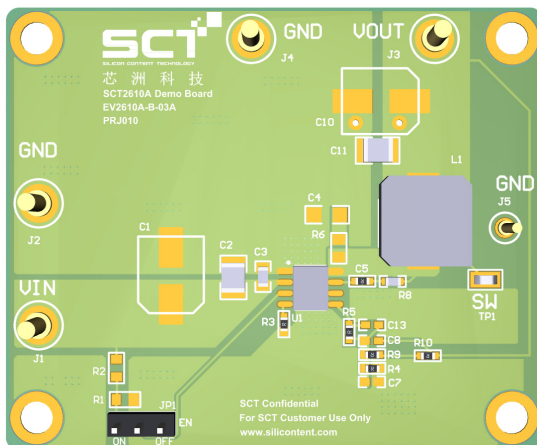 SCT
SILICON CONTENT TECHNOLOGY
芯洲科技
SCT2610A Demo Board
EV2610A-B-03A
PRJ010
GND
J4
VOUT
J3
C10
C11
L1
GND
J2
GND
J5
C4
R6
C1
C2
C3
VIN
J1
C5
R8
SW
TP1
U1
R3
R5
C13
C8
R9
R10
R4
C7
R2
R1
JP1
EN
ON
OFF
SCT Confidential
For SCT Customer Use Only
www.silicontent.com